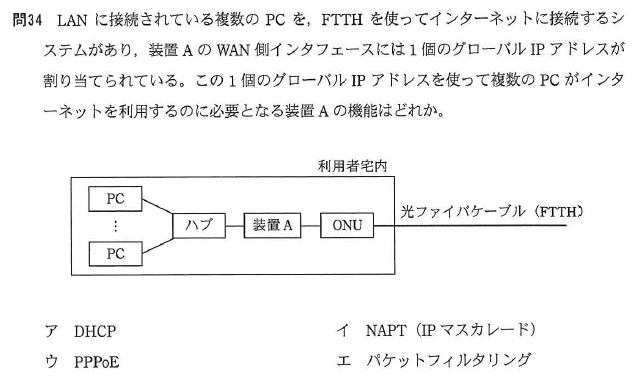 問34 LAN に接続されている複数の PC を，FTTH を使ってインターネットに接続するシ
ステムがあり，装置 A の WAN 側インタフェースには 1 個のグローバル IP アドレスが
割り当てられている。この 1 個のグローバル IP アドレスを使って複数の PC がインタ
ーネットを利用するのに必要となる装置 A の機能はどれか。
利用者宅内
PC
⋮
PC
ハブ
装置 A
ONU
光ファイバケーブル（FTTH）
ア DHCP
イ NAPT（IP マスカレード）
ウ PPPoE
エ パケットフィルタリング